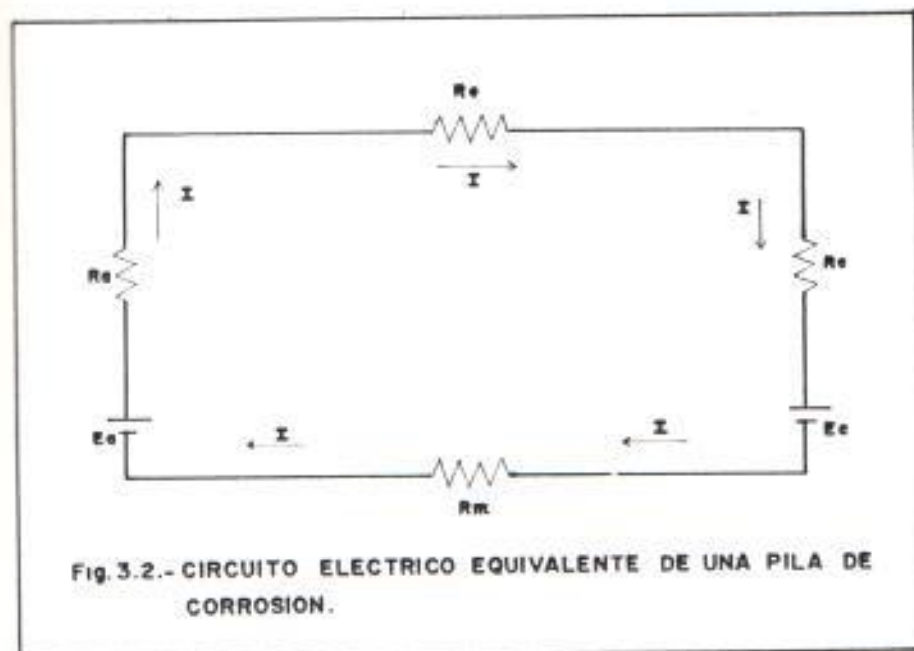 Re
I
I
I
Ra
Rc
Ea
I
I
Ec
Rm
Fig. 3.2.- CIRCUITO ELECTRICO EQUIVALENTE DE UNA PILA DE
CORROSION.